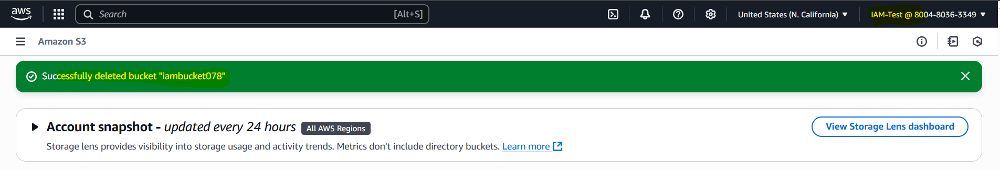 aws Search [Alt+S] United States (N. California) IAM-Test @ 8004-8036-3349
Amazon S3
Successfully deleted bucket "iambucket078"
Account snapshot - updated every 24 hours All AWS Regions View Storage Lens dashboard
Storage lens provides visibility into storage usage and activity trends. Metrics don't include directory buckets. Learn more